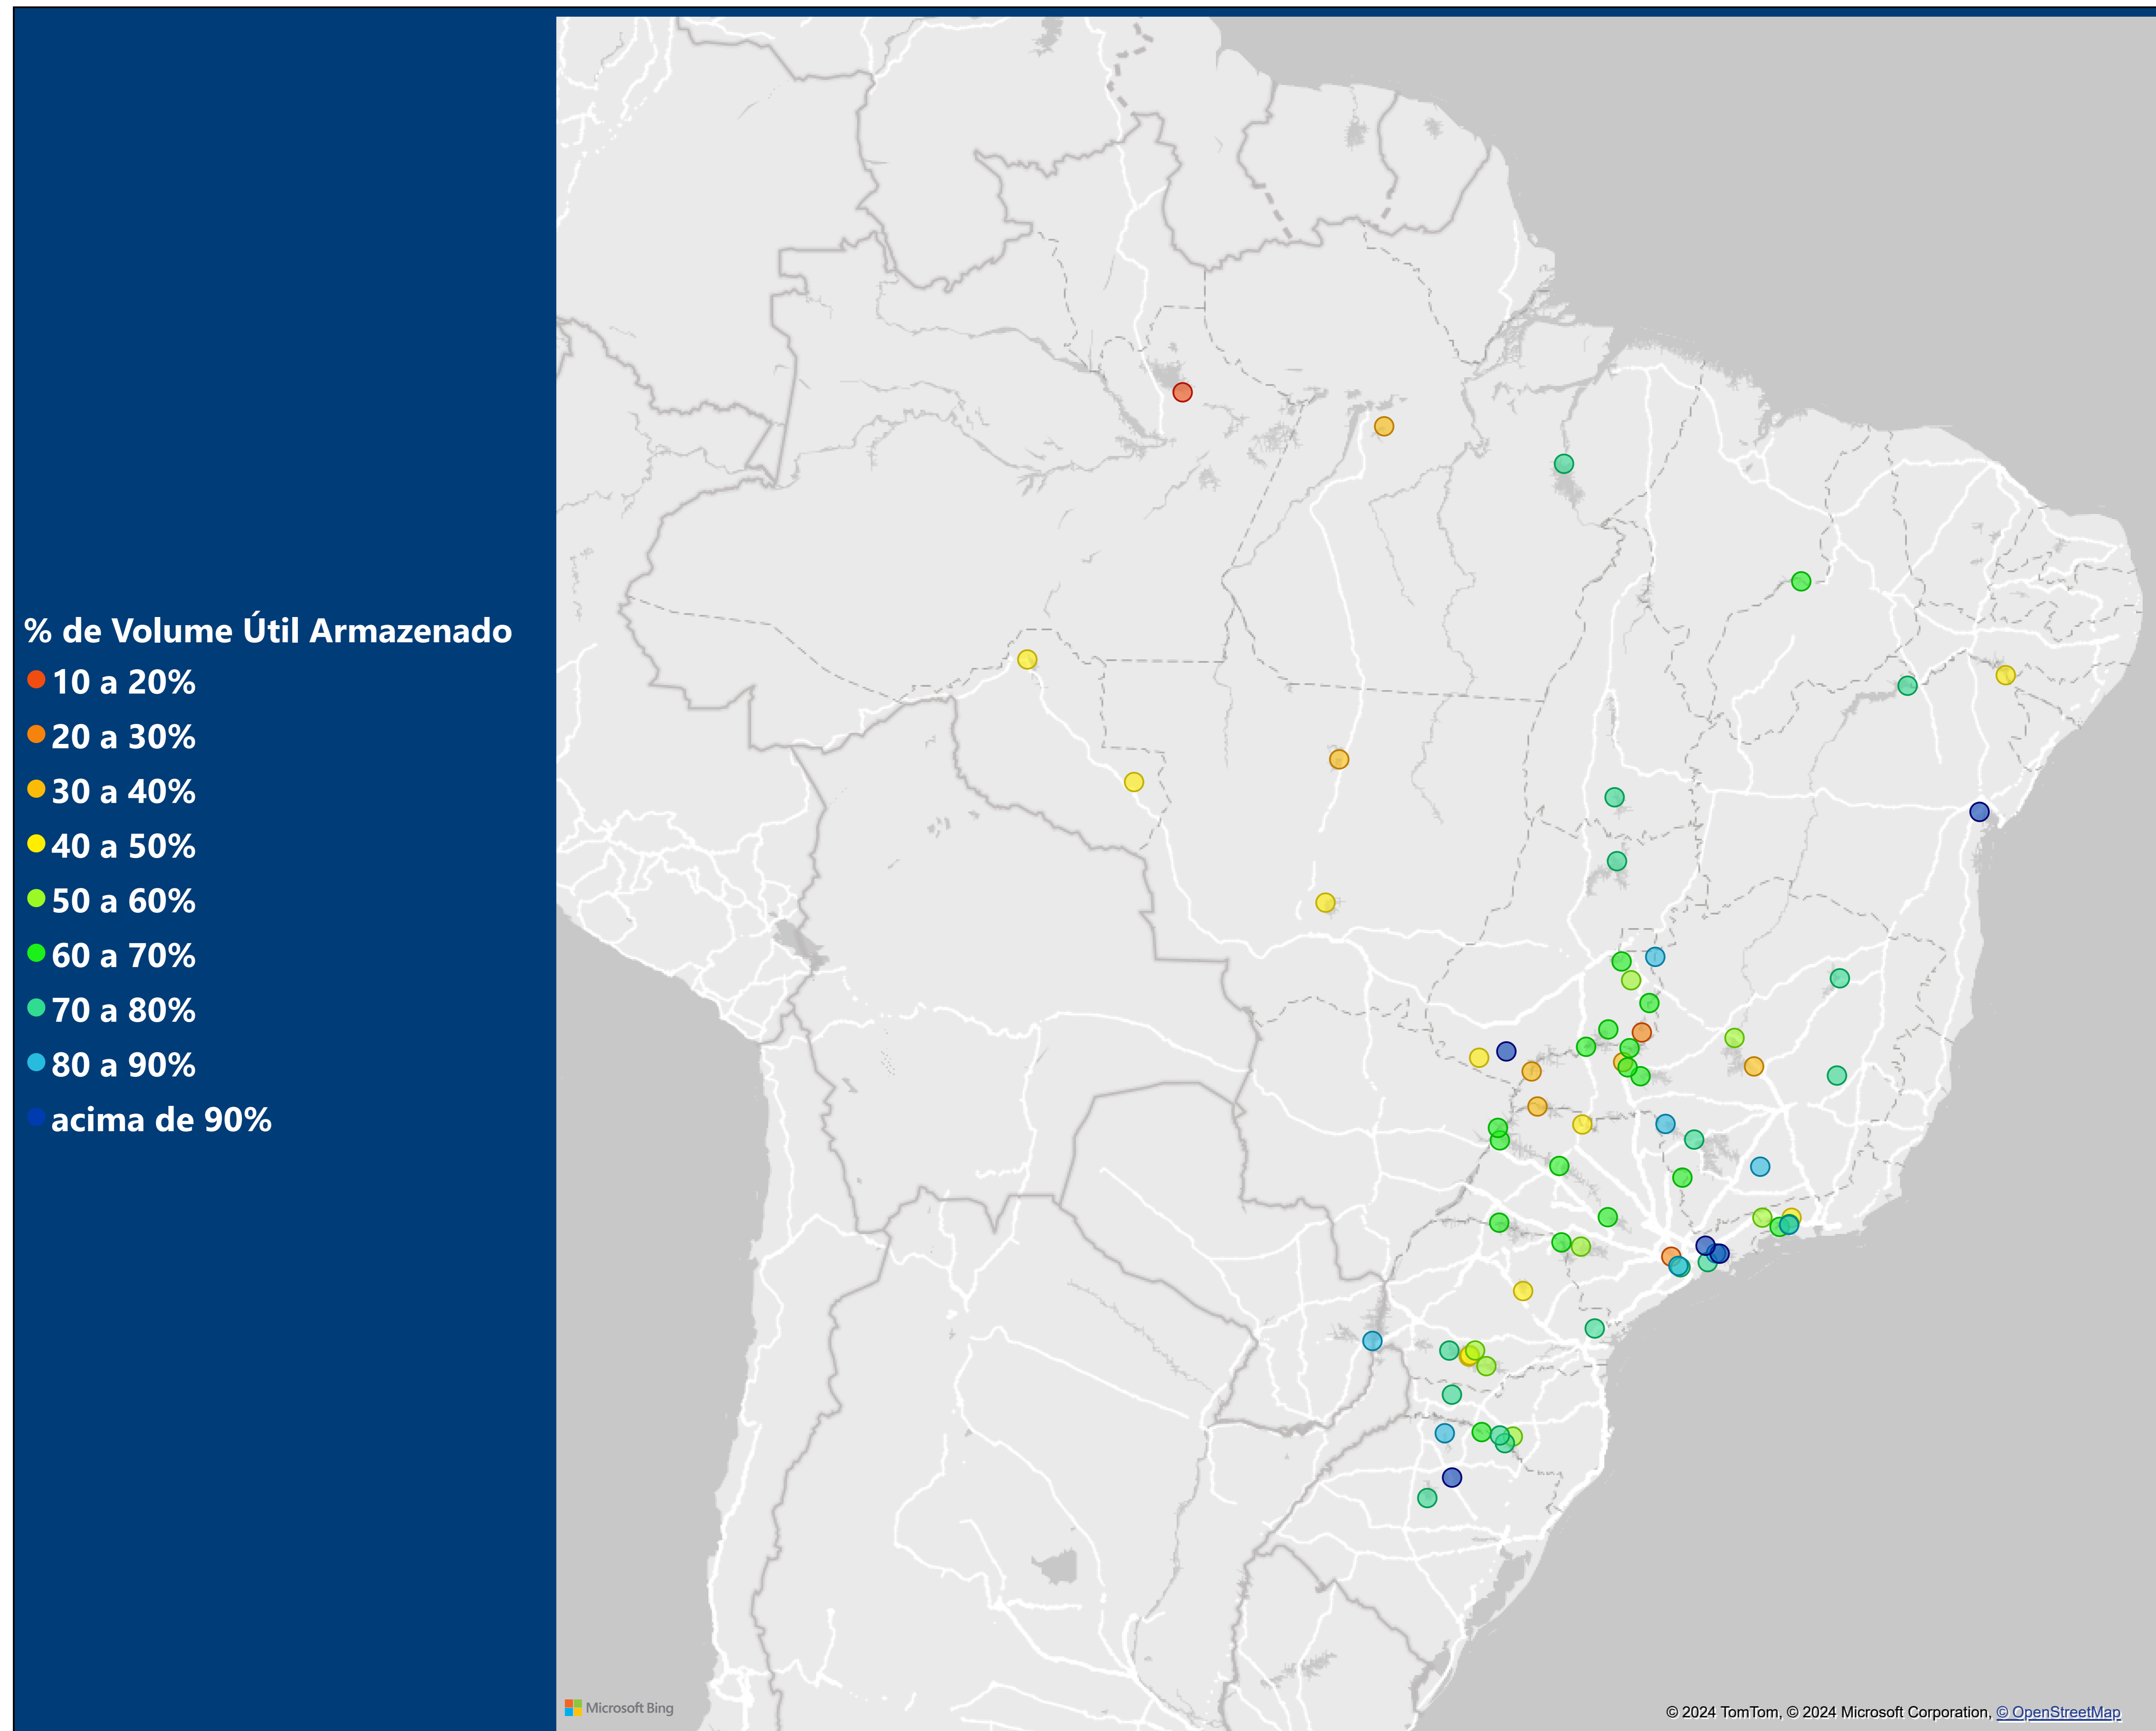 % de Volume Útil Armazenado
10 a 20%
20 a 30%
30 a 40%
40 a 50%
50 a 60%
60 a 70%
70 a 80%
80 a 90%
acima de 90%
Microsoft Bing
© 2024 TomTom, © 2024 Microsoft Corporation, © OpenStreetMap